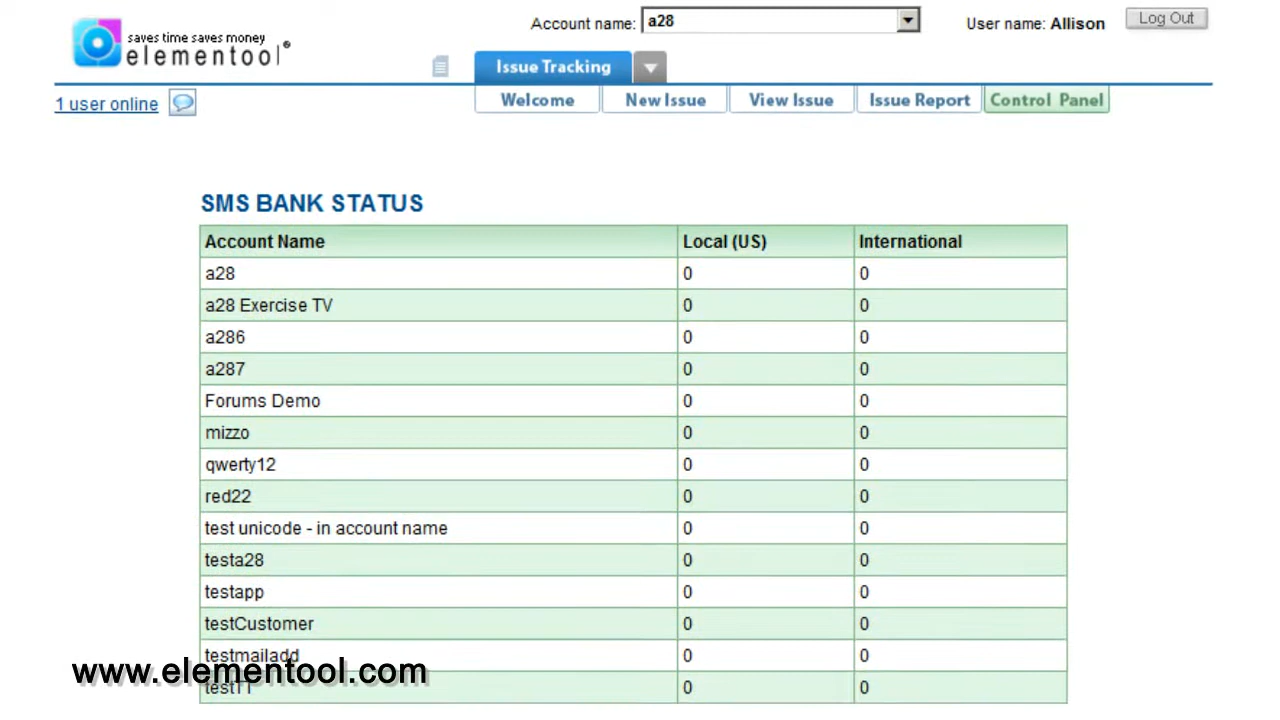 saves time saves money
elementool®
Account name: a28
User name: Allison
Log Out
Issue Tracking
1 user online
Welcome
New Issue
View Issue
Issue Report
Control Panel
SMS BANK STATUS
Account Name Local (US) International
a28 0 0
a28 Exercise TV 0 0
a286 0 0
a287 0 0
Forums Demo 0 0
mizzo 0 0
qwerty12 0 0
red22 0 0
test unicode - in account name 0 0
testa28 0 0
testapp 0 0
testCustomer 0 0
testmailadd 0 0
www.elementool.com
testTT 0 0